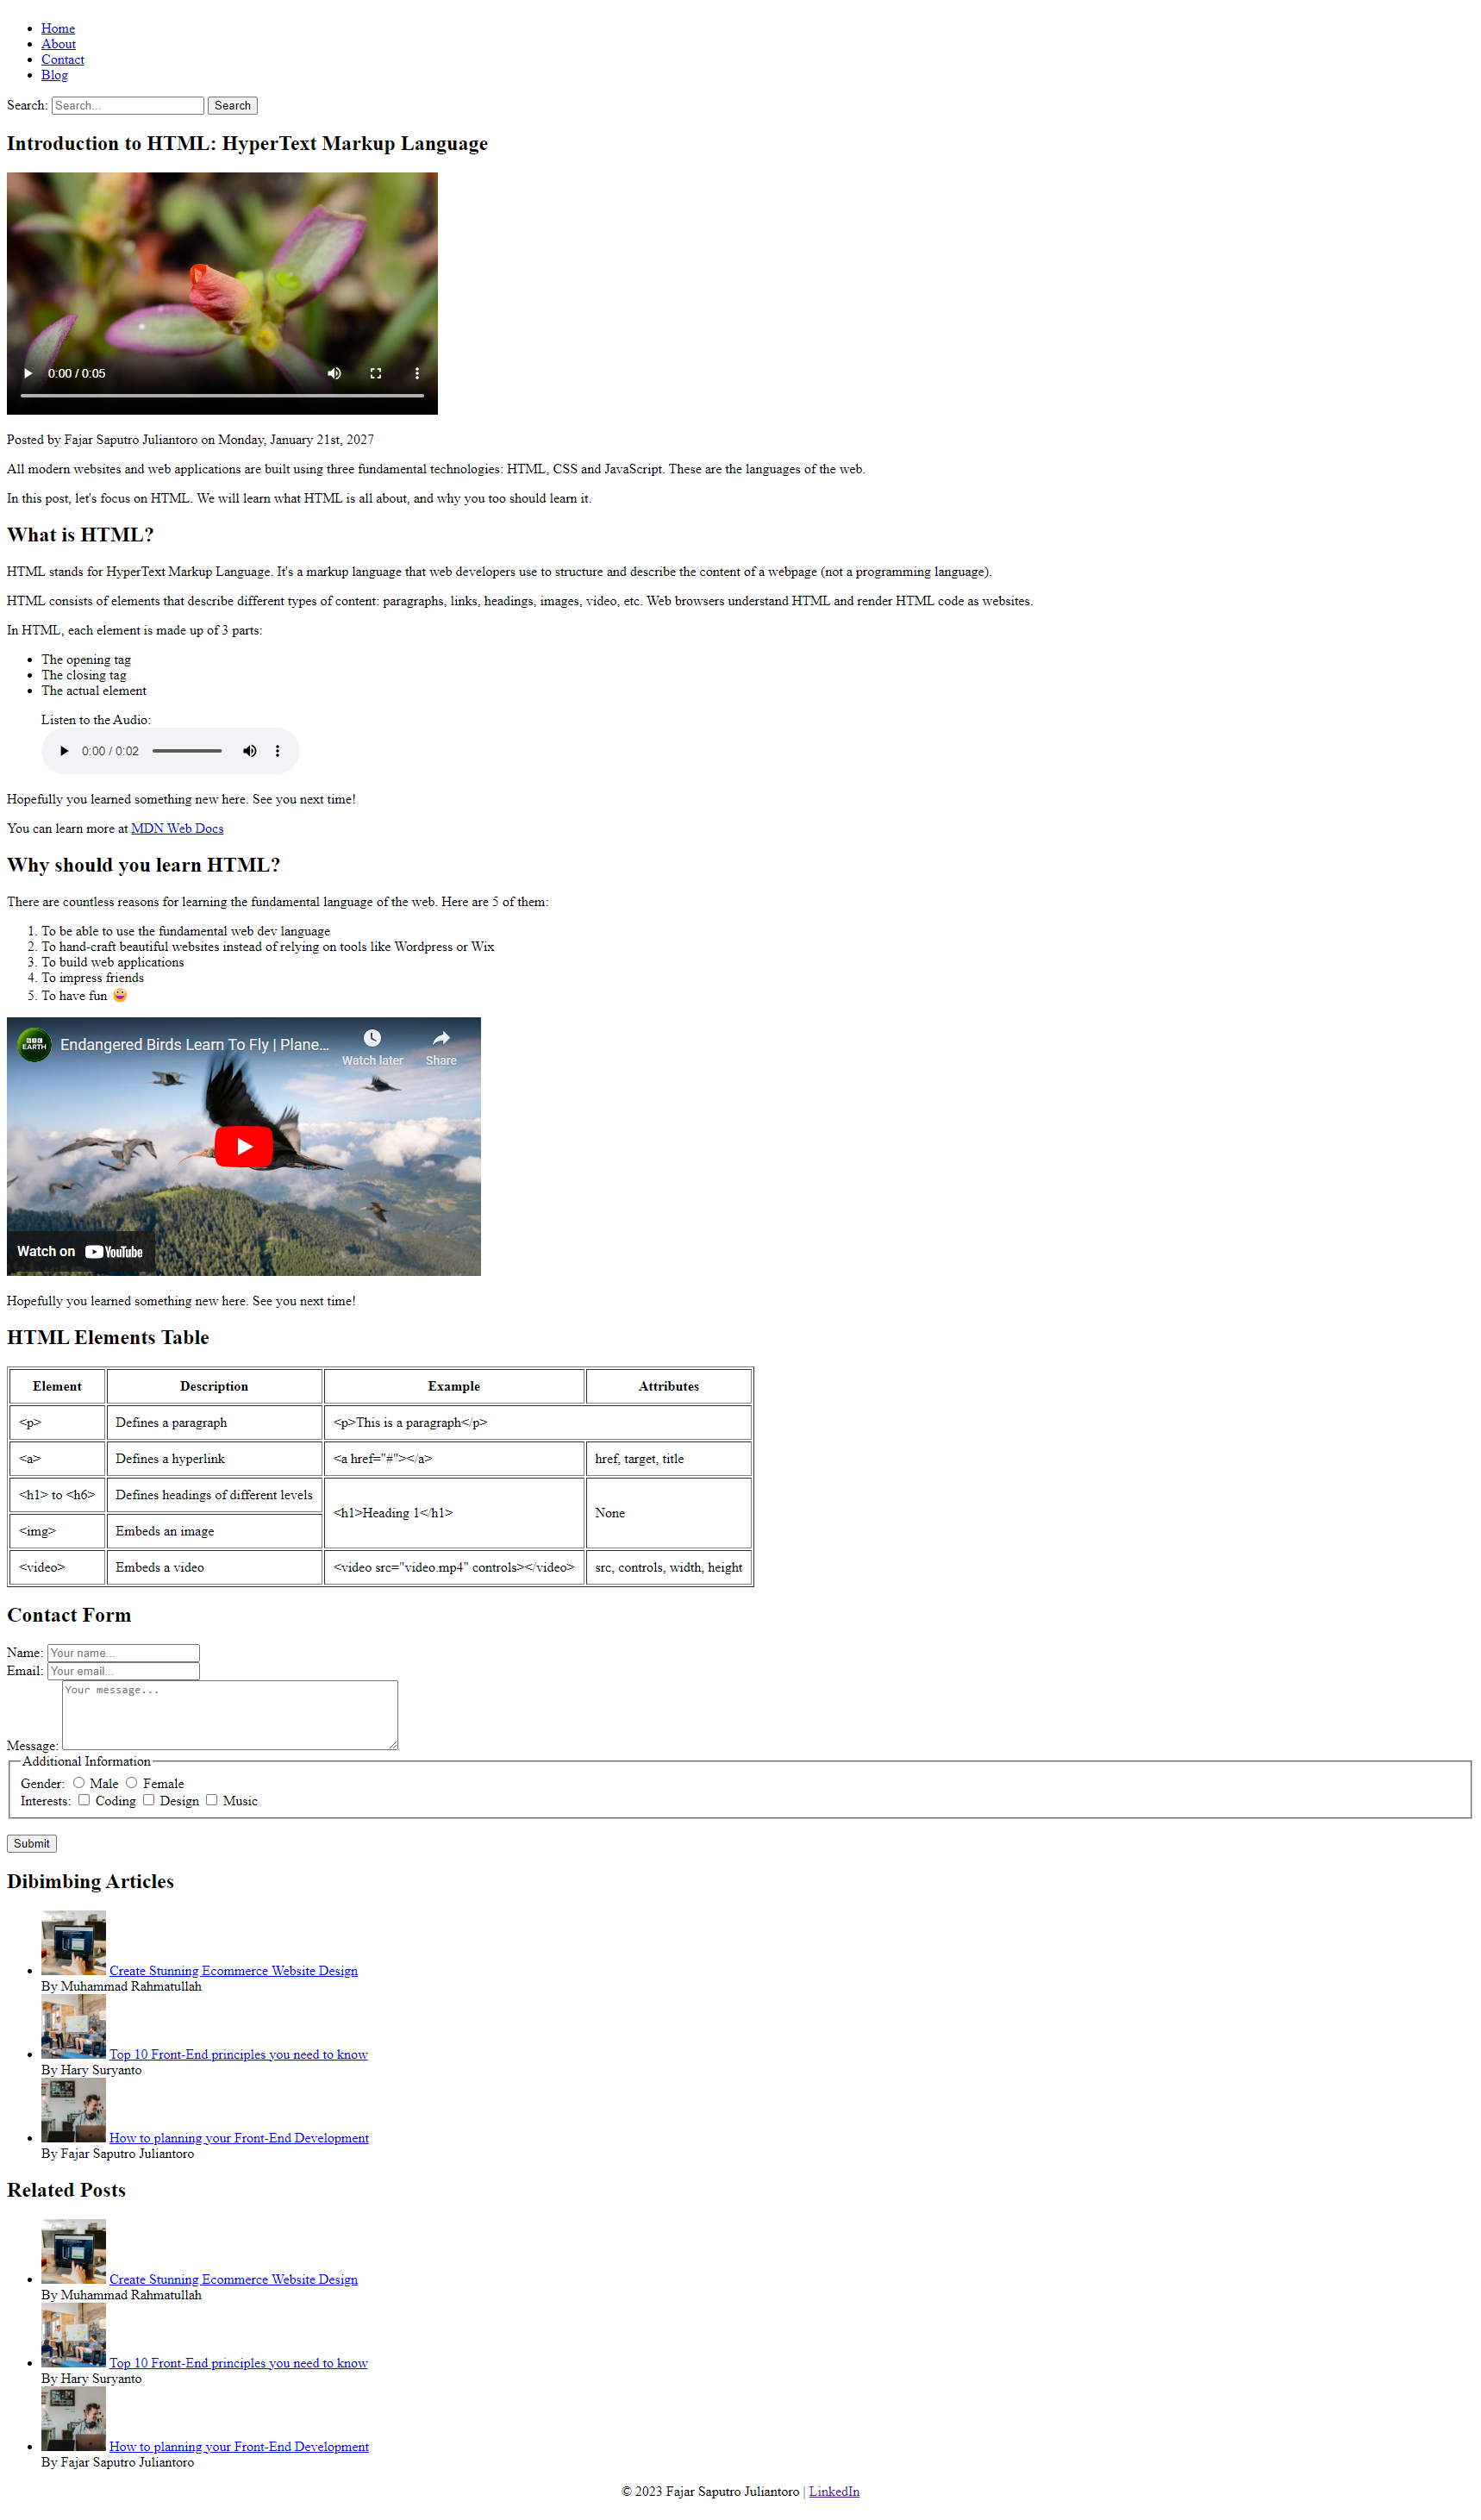 Home
About
Contact
Blog
Search: Search... Search
Introduction to HTML: HyperText Markup Language
0:00 / 0:05
Posted by Fajar Saputro Juliantoro on Monday, January 21st, 2027
All modern websites and web applications are built using three fundamental technologies: HTML, CSS and JavaScript. These are the languages of the web.
In this post, let's focus on HTML. We will learn what HTML is all about, and why you too should learn it.
What is HTML?
HTML stands for HyperText Markup Language. It's a markup language that web developers use to structure and describe the content of a webpage (not a programming language).
HTML consists of elements that describe different types of content: paragraphs, links, headings, images, video, etc. Web browsers understand HTML and render HTML code as websites.
In HTML, each element is made up of 3 parts:
The opening tag
The closing tag
The actual element
Listen to the Audio:
0:00 / 0:02
Hopefully you learned something new here. See you next time!
You can learn more at MDN Web Docs
Why should you learn HTML?
There are countless reasons for learning the fundamental language of the web. Here are 5 of them:
1. To be able to use the fundamental web dev language
2. To hand-craft beautiful websites instead of relying on tools like Wordpress or Wix
3. To build web applications
4. To impress friends
5. To have fun 😀
BBC EARTH Endangered Birds Learn To Fly | Plane... Watch later Share
Watch on YouTube
Hopefully you learned something new here. See you next time!
HTML Elements Table
Element Description Example Attributes
<p> Defines a paragraph <p>This is a paragraph</p>
<a> Defines a hyperlink <a href="#"></a> href, target, title
<h1> to <h6> Defines headings of different levels <h1>Heading 1</h1> None
<img> Embeds an image
<video> Embeds a video <video src="video.mp4" controls></video> src, controls, width, height
Contact Form
Name: Your name...
Email: Your email...
Message: Your message...
Additional Information
Gender: Male Female
Interests: Coding Design Music
Submit
Dibimbing Articles
Create Stunning Ecommerce Website Design
By Muhammad Rahmatullah
Top 10 Front-End principles you need to know
By Hary Suryanto
How to planning your Front-End Development
By Fajar Saputro Juliantoro
Related Posts
Create Stunning Ecommerce Website Design
By Muhammad Rahmatullah
Top 10 Front-End principles you need to know
By Hary Suryanto
How to planning your Front-End Development
By Fajar Saputro Juliantoro
© 2023 Fajar Saputro Juliantoro | LinkedIn